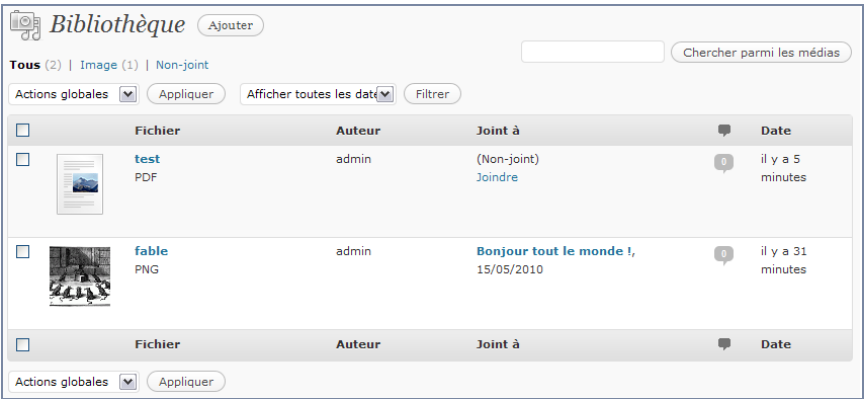 Bibliothèque Ajouter
Chercher parmi les médias
Tous (2) | Image (1) | Non-joint
Actions globales Appliquer Afficher toutes les date Filtrer
Fichier Auteur Joint à Date
test admin (Non-joint) 0 il y a 5
PDF Joindre minutes
fable admin Bonjour tout le monde !, 0 il y a 31
PNG 15/05/2010 minutes
Fichier Auteur Joint à Date
Actions globales Appliquer